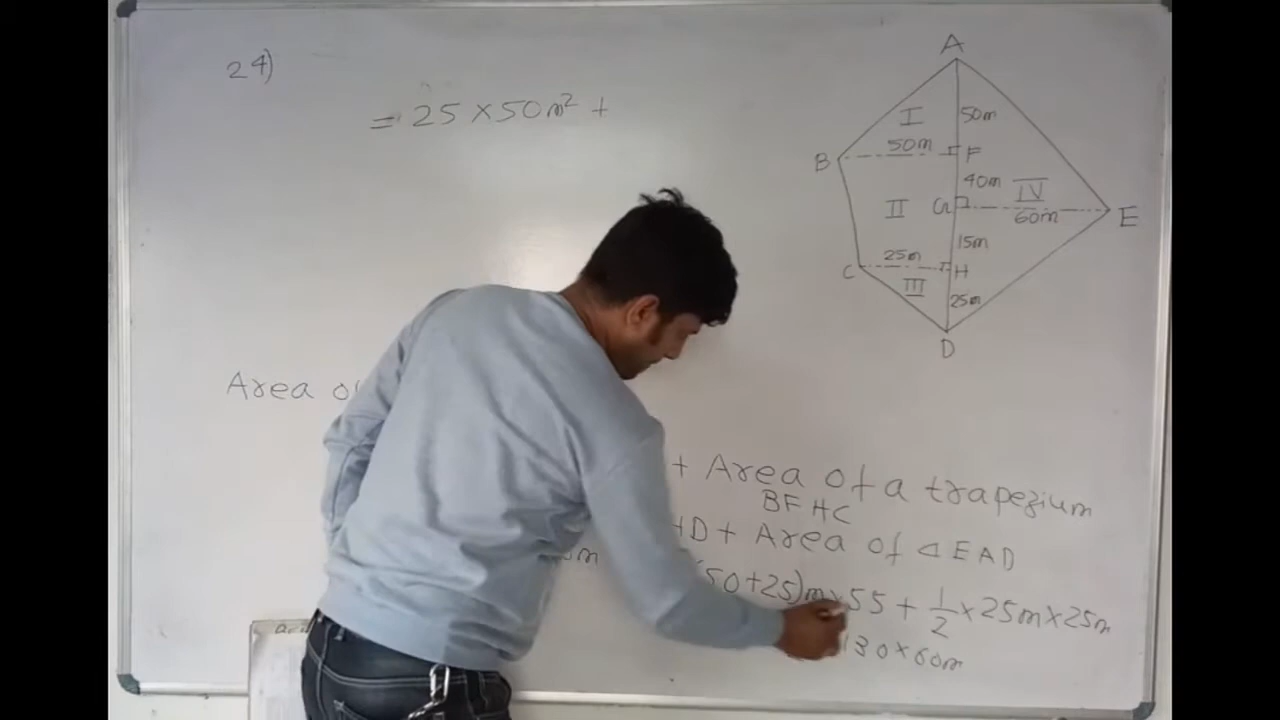 24)
= 25 × 50m² +
A
I
50m
50m
F
B
40m
IV
II
G
60m
E
15m
25m
C
H
III
25m
D
Area of
+ Area of a trapezium
BFHC
HD + Area of ⊿ EAD
(50+25)m × 55 + 1/2 × 25m × 25m
130 × 60m